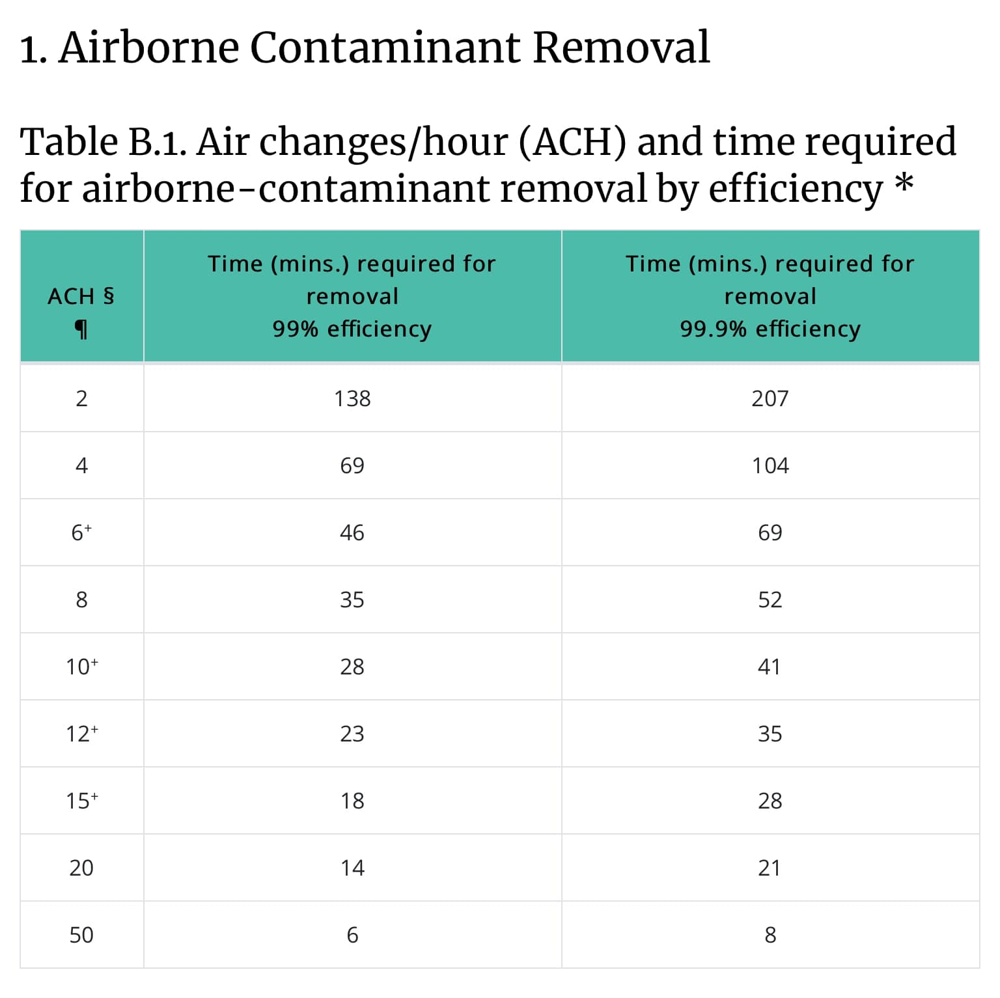 1. Airborne Contaminant Removal
Table B.1. Air changes/hour (ACH) and time required
for airborne-contaminant removal by efficiency *
ACH §
¶
Time (mins.) required for
removal
99% efficiency
Time (mins.) required for
removal
99.9% efficiency
2 138 207
4 69 104
6+ 46 69
8 35 52
10+ 28 41
12+ 23 35
15+ 18 28
20 14 21
50 6 8